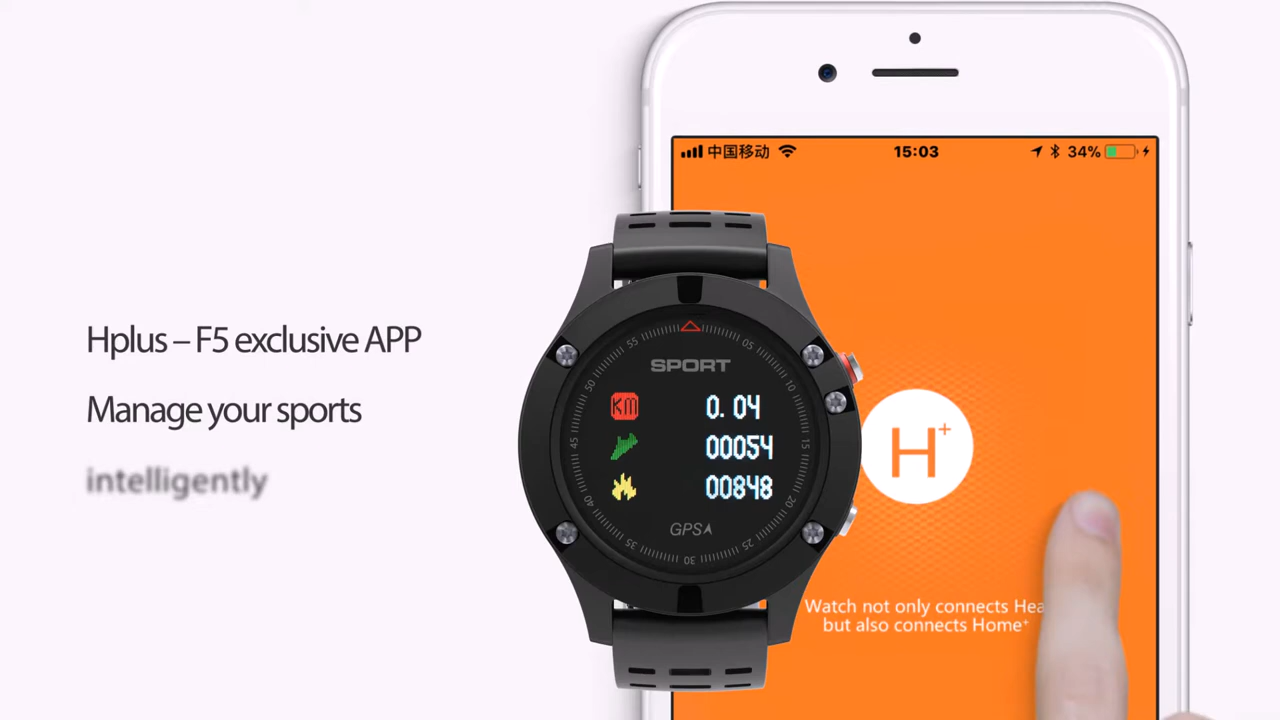 Hplus – F5 exclusive APP
Manage your sports
intelligently
中国移动 15:03 34%
SPORT
KM 0.04
00054
00848
GPS
05
10
15
20
25
30
35
40
45
50
55
H+
Watch not only connects Hea
but also connects Home+